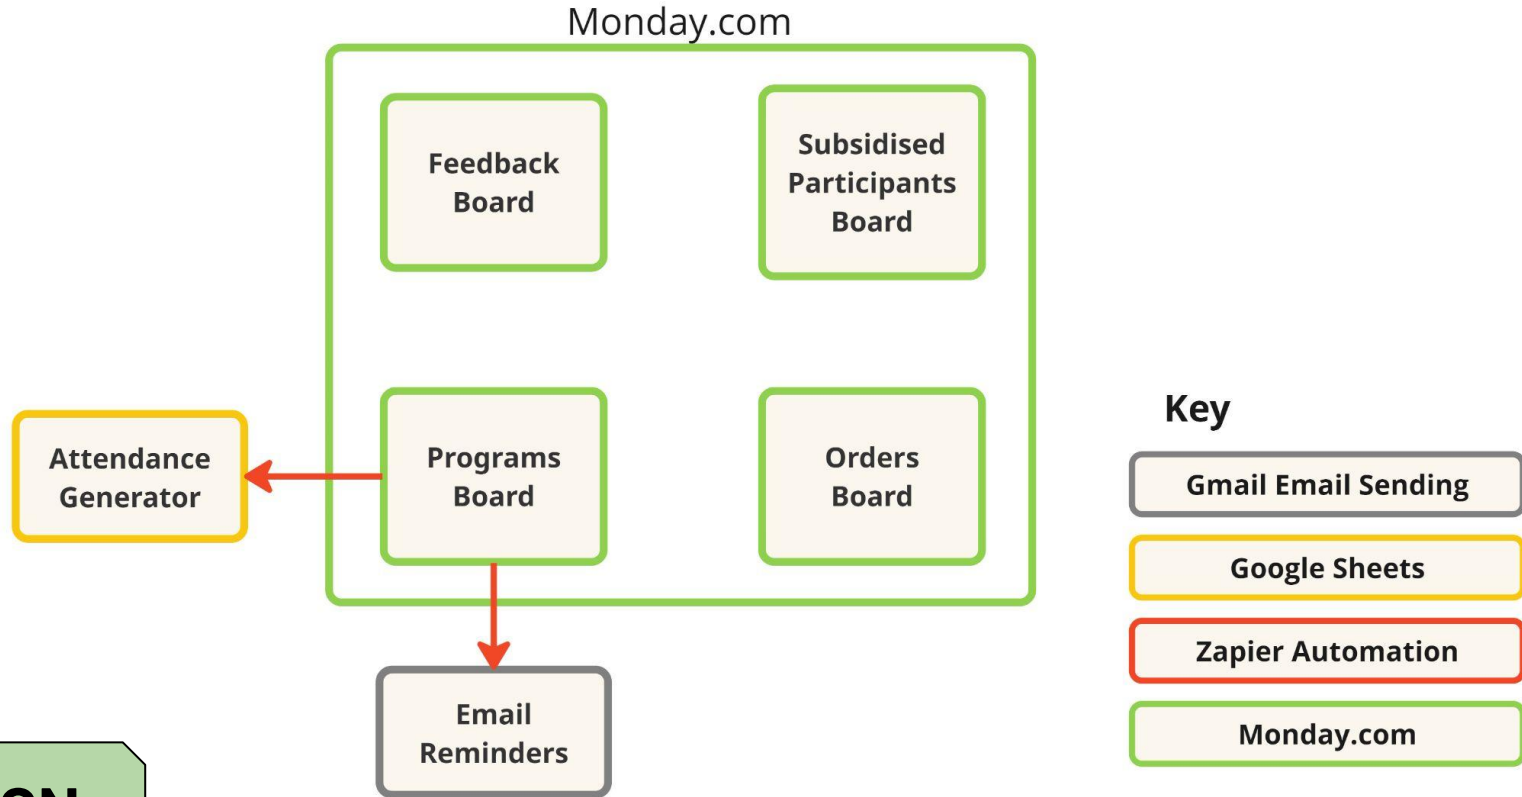 Monday.com
Feedback
Board
Subsidised
Participants
Board
Attendance
Generator
Programs
Board
Orders
Board
Email
Reminders
Key
Gmail Email Sending
Google Sheets
Zapier Automation
Monday.com